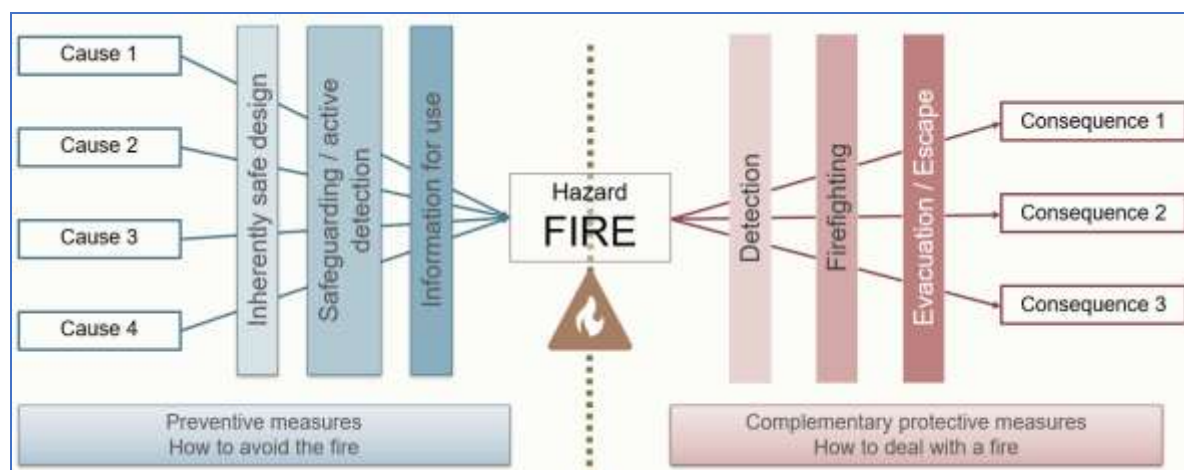 Cause 1
Cause 2
Cause 3
Cause 4
Inherently safe design
Safeguarding / active
detection
Information for use
Hazard
FIRE
Detection
Firefighting
Evacuation / Escape
Consequence 1
Consequence 2
Consequence 3
Preventive measures
How to avoid the fire
Complementary protective measures
How to deal with a fire